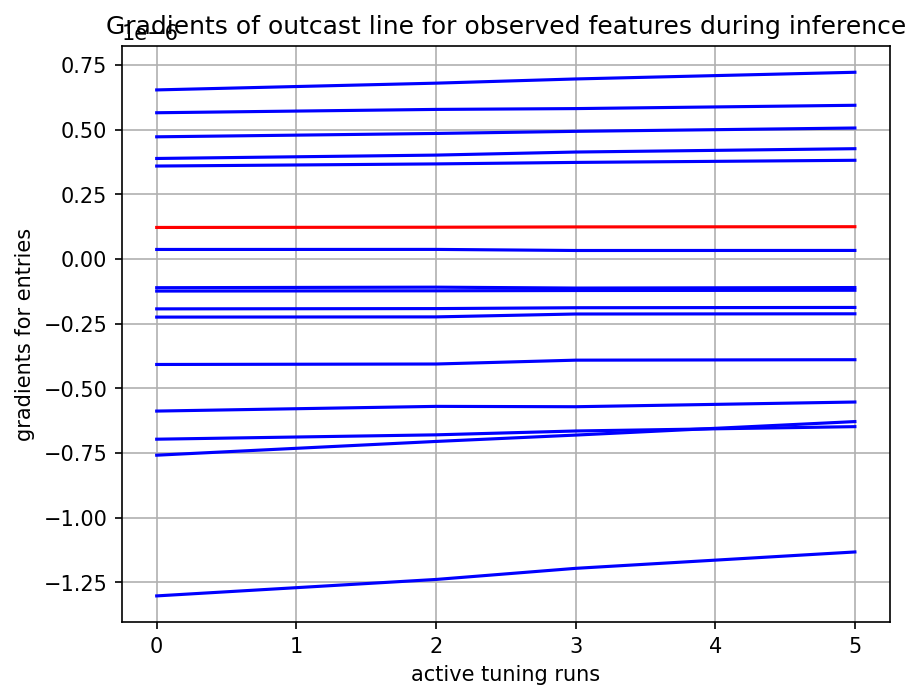 Gradients of outcast line for observed features during inference
1e−6
0.75
0.50
0.25
0.00
−0.25
−0.50
−0.75
−1.00
−1.25
gradients for entries
0 1 2 3 4 5
active tuning runs